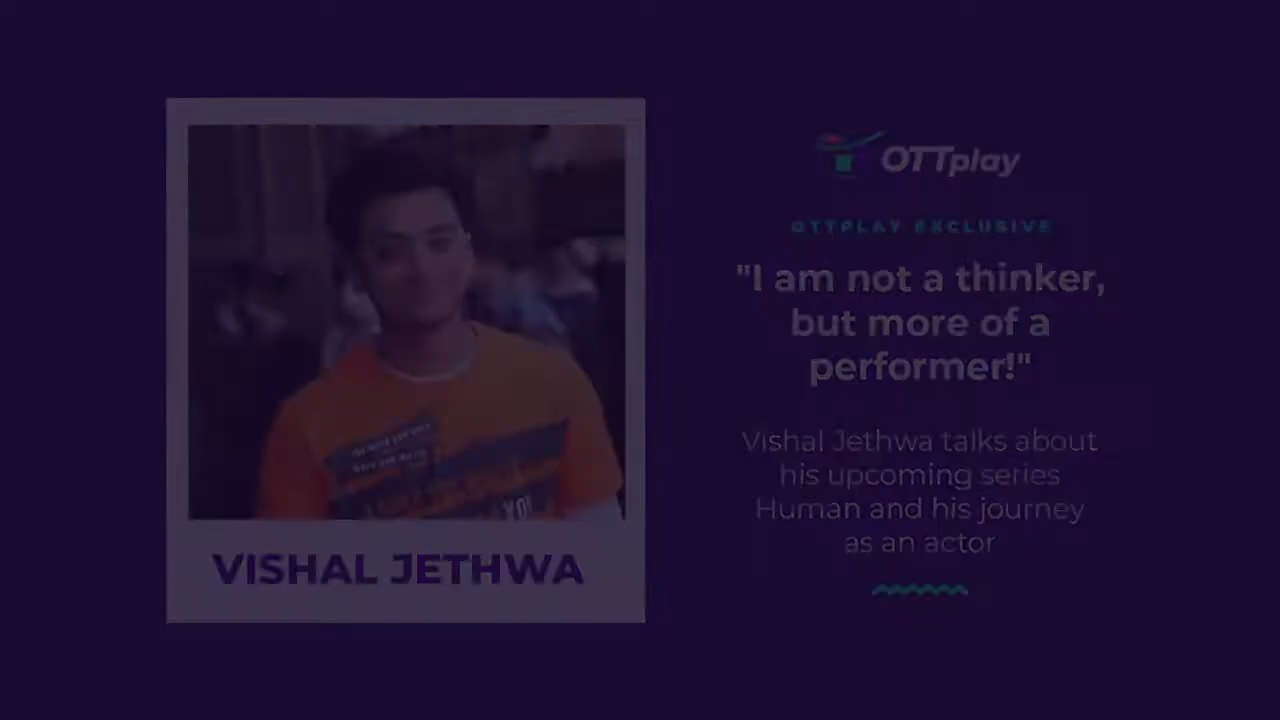 OTTplay
OTTPLAY EXCLUSIVE
"I am not a thinker,
but more of a
performer!"
Vishal Jethwa talks about
his upcoming series
Human and his journey
as an actor
YOU
VISHAL JETHWA